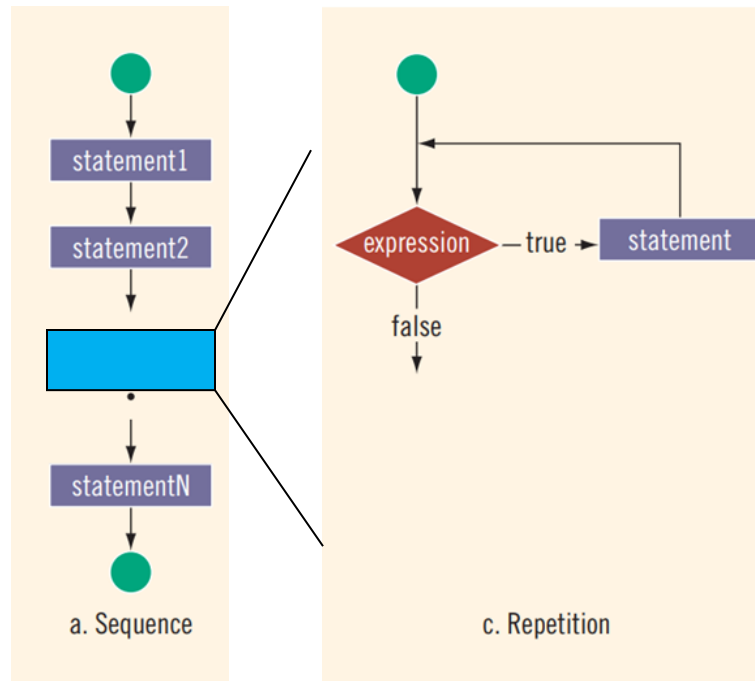 statement1
statement2
statementN
a. Sequence
expression
true
statement
false
c. Repetition